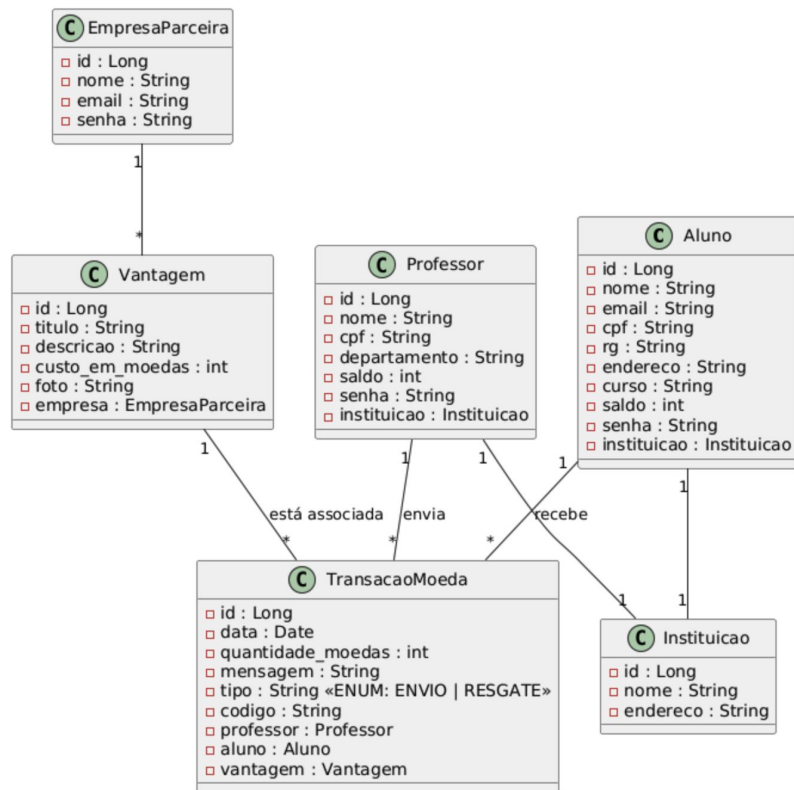 C EmpresaParceira
id : Long
nome : String
email : String
senha : String
1
*
C Vantagem
id : Long
titulo : String
descricao : String
custo_em_moedas : int
foto : String
empresa : EmpresaParceira
C Professor
id : Long
nome : String
cpf : String
departamento : String
saldo : int
senha : String
instituicao : Instituicao
C Aluno
id : Long
nome : String
email : String
cpf : String
rg : String
endereco : String
curso : String
saldo : int
senha : String
instituicao : Instituicao
1 1 1 1 1
está associada envia recebe
* * * 1 1
C TransacaoMoeda
id : Long
data : Date
quantidade_moedas : int
mensagem : String
tipo : String «ENUM: ENVIO | RESGATE»
codigo : String
professor : Professor
aluno : Aluno
vantagem : Vantagem
C Instituicao
id : Long
nome : String
endereco : String